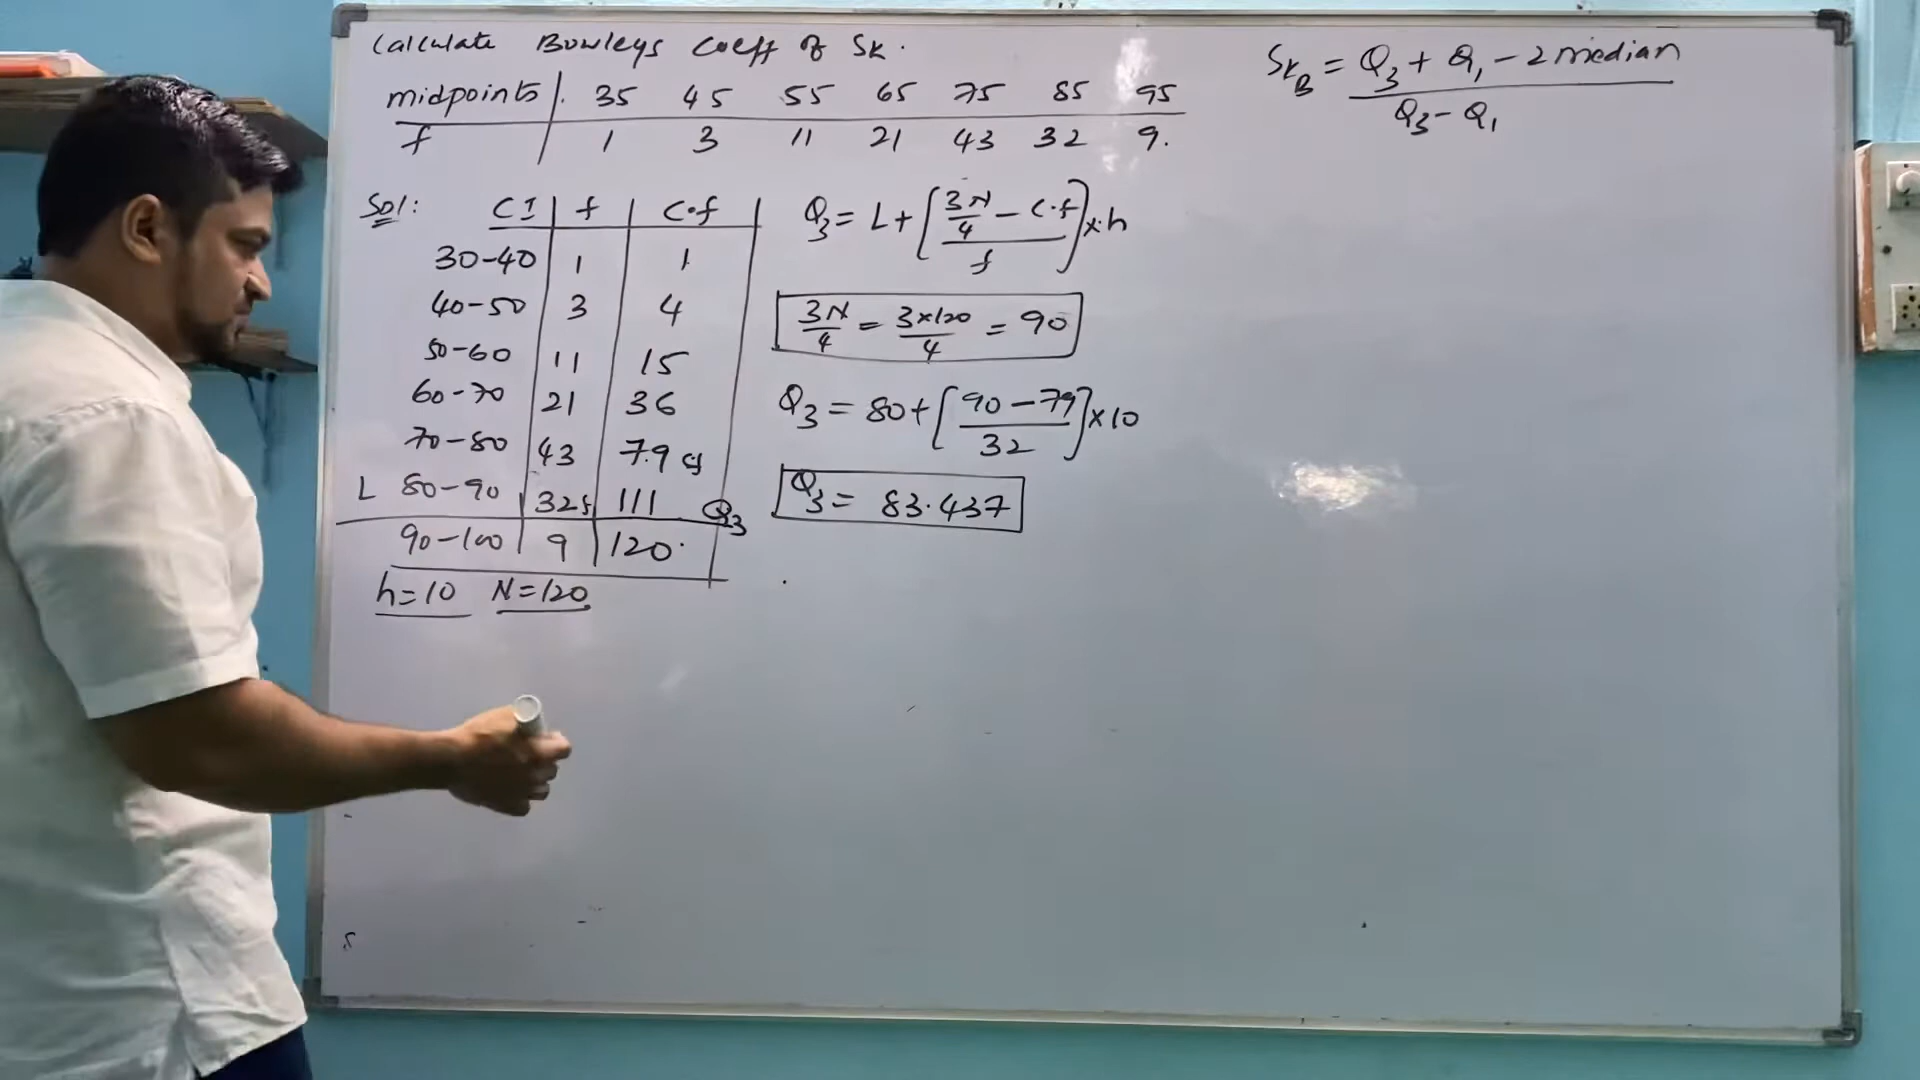 Calculate Bowleys Coeff of Sk.
midpoints | 35 45 55 65 75 85 95
f | 1 3 11 21 43 32 9.
Sk_B = (Q₃ + Q₁ - 2 median) / (Q₃ - Q₁)
Sol: CI | f | C.f
30-40 | 1 | 1
40-50 | 3 | 4
50-60 | 11 | 15
60-70 | 21 | 36
70-80 | 43 | 79 cf
L 80-90 | 32 f | 111 Q₃
90-100 | 9 | 120
h=10 N=120
Q₃ = L + [(3N/4 - C.f) / f] × h
3N/4 = 3×120/4 = 90
Q₃ = 80 + [(90-79) / 32] × 10
Q₃ = 83.437